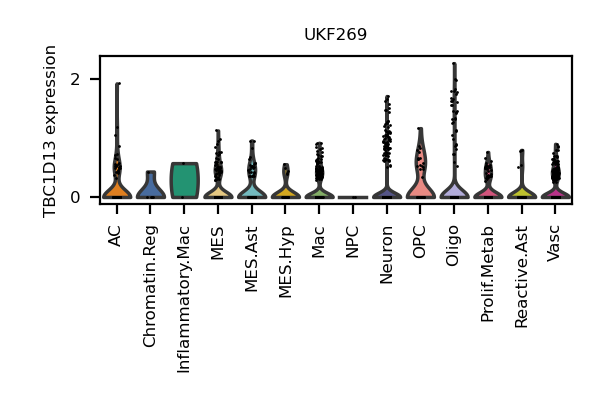 UKF269
TBC1D13 expression
2
0
AC
Chromatin.Reg
Inflammatory.Mac
MES
MES.Ast
MES.Hyp
Mac
NPC
Neuron
OPC
Oligo
Prolif.Metab
Reactive.Ast
Vasc